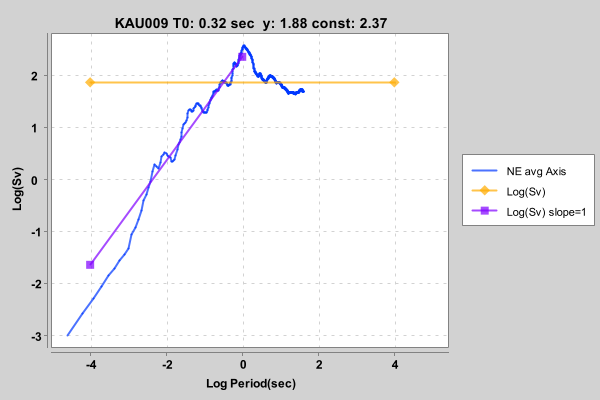 KAU009 T0: 0.32 sec  y: 1.88 const: 2.37
2
1
0
-1
-2
-3
Log(Sv)
-4
-2
0
2
4
Log Period(sec)
NE avg Axis
Log(Sv)
Log(Sv) slope=1